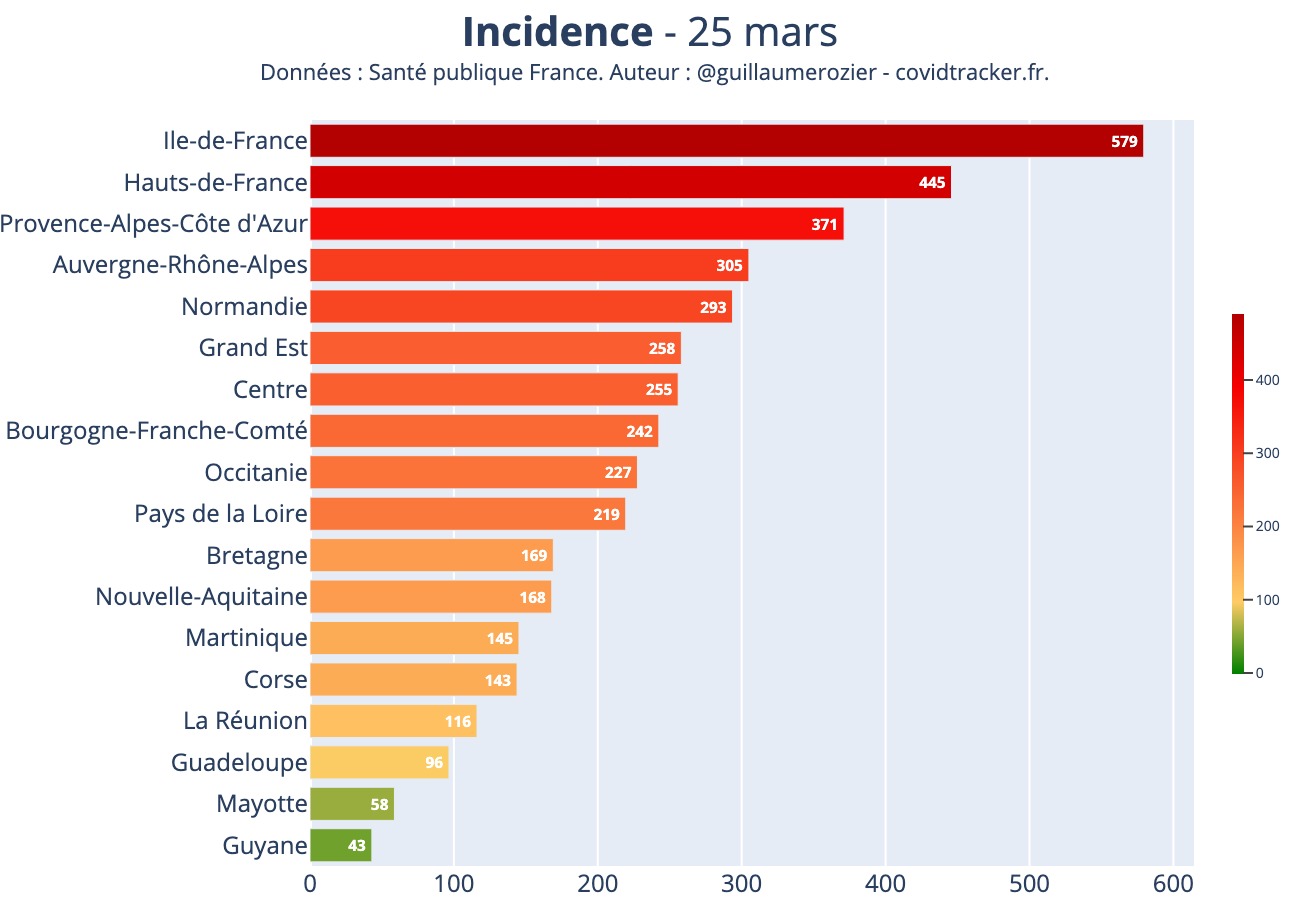 Incidence - 25 mars
Données : Santé publique France. Auteur : @guillaumerozier - covidtracker.fr.
Ile-de-France 579
Hauts-de-France 445
Provence-Alpes-Côte d'Azur 371
Auvergne-Rhône-Alpes 305
Normandie 293
Grand Est 258
Centre 255
Bourgogne-Franche-Comté 242
Occitanie 227
Pays de la Loire 219
Bretagne 169
Nouvelle-Aquitaine 168
Martinique 145
Corse 143
La Réunion 116
Guadeloupe 96
Mayotte 58
Guyane 43
0 100 200 300 400 500 600
400
300
200
100
0